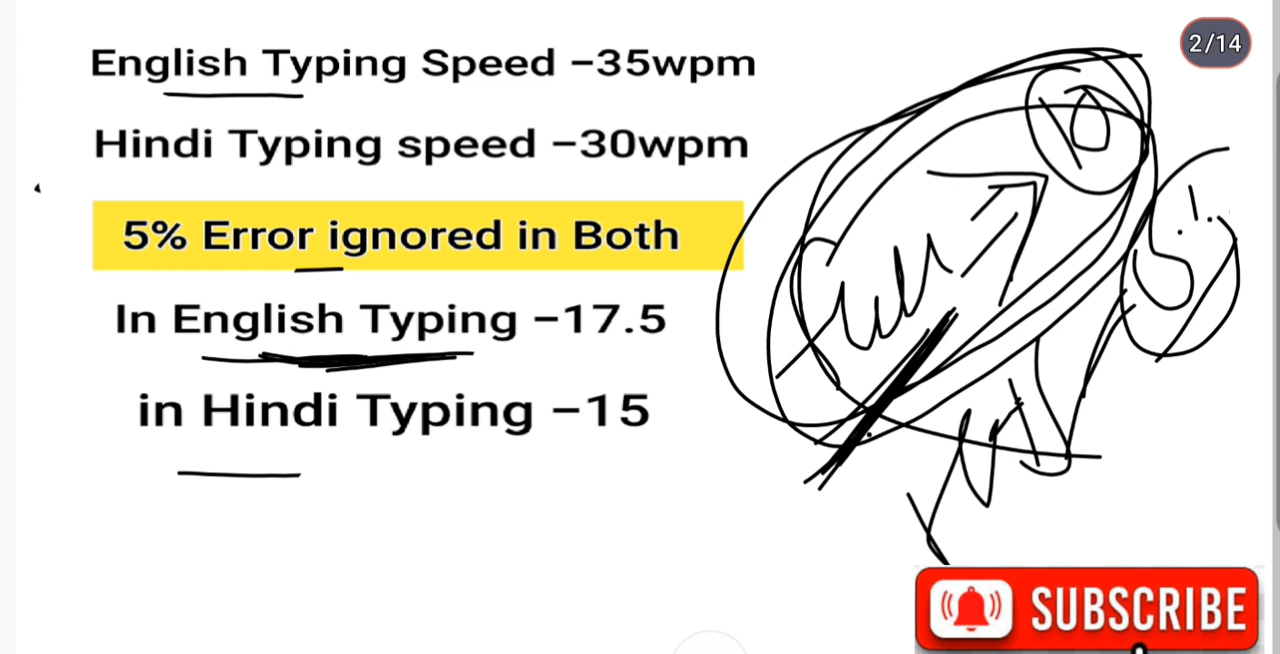 2/14
English Typing Speed –35wpm
Hindi Typing speed –30wpm
5% Error ignored in Both
In English Typing –17.5
in Hindi Typing –15
SUBSCRIBE